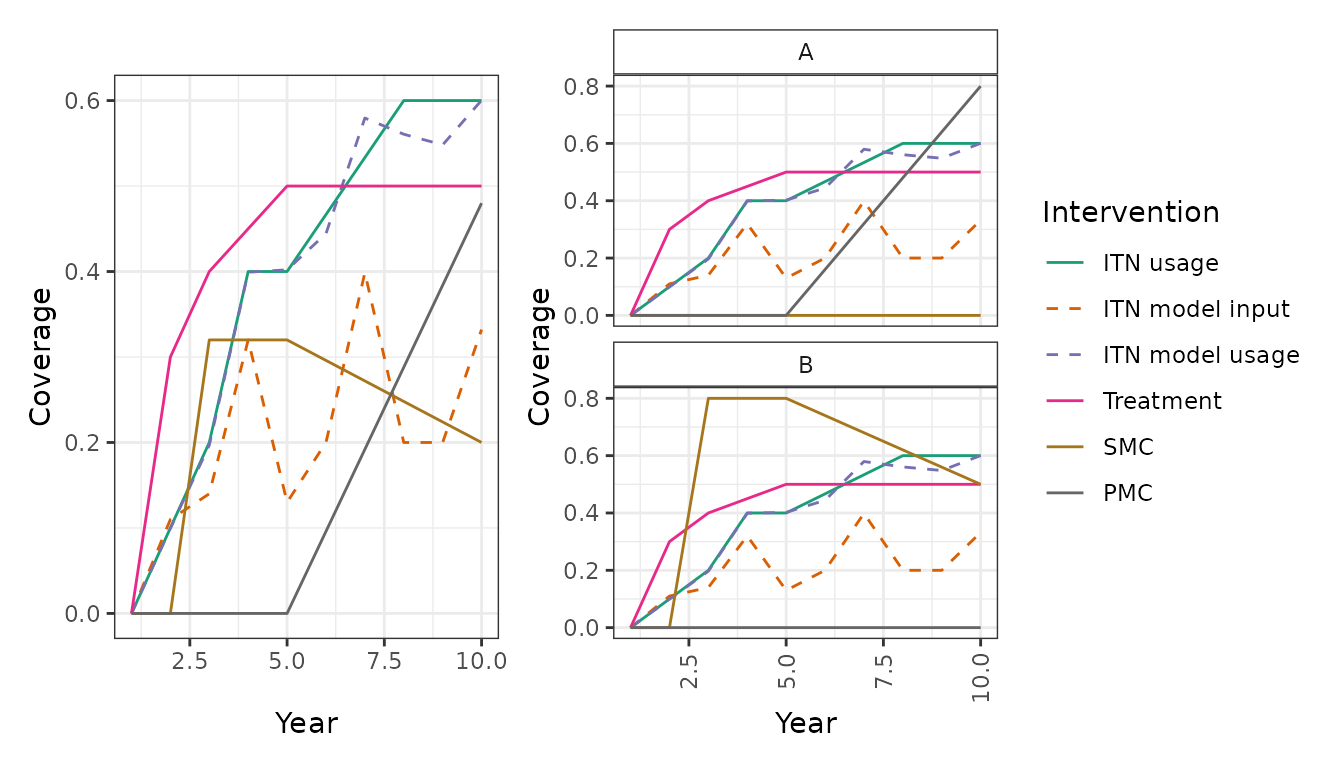 Coverage
0.6
0.4
0.2
0.0
2.5 5.0 7.5 10.0
Year
Coverage
A
0.8
0.6
0.4
0.2
0.0
B
0.8
0.6
0.4
0.2
0.0
2.5 5.0 7.5 10.0
Year
Intervention
ITN usage
ITN model input
ITN model usage
Treatment
SMC
PMC